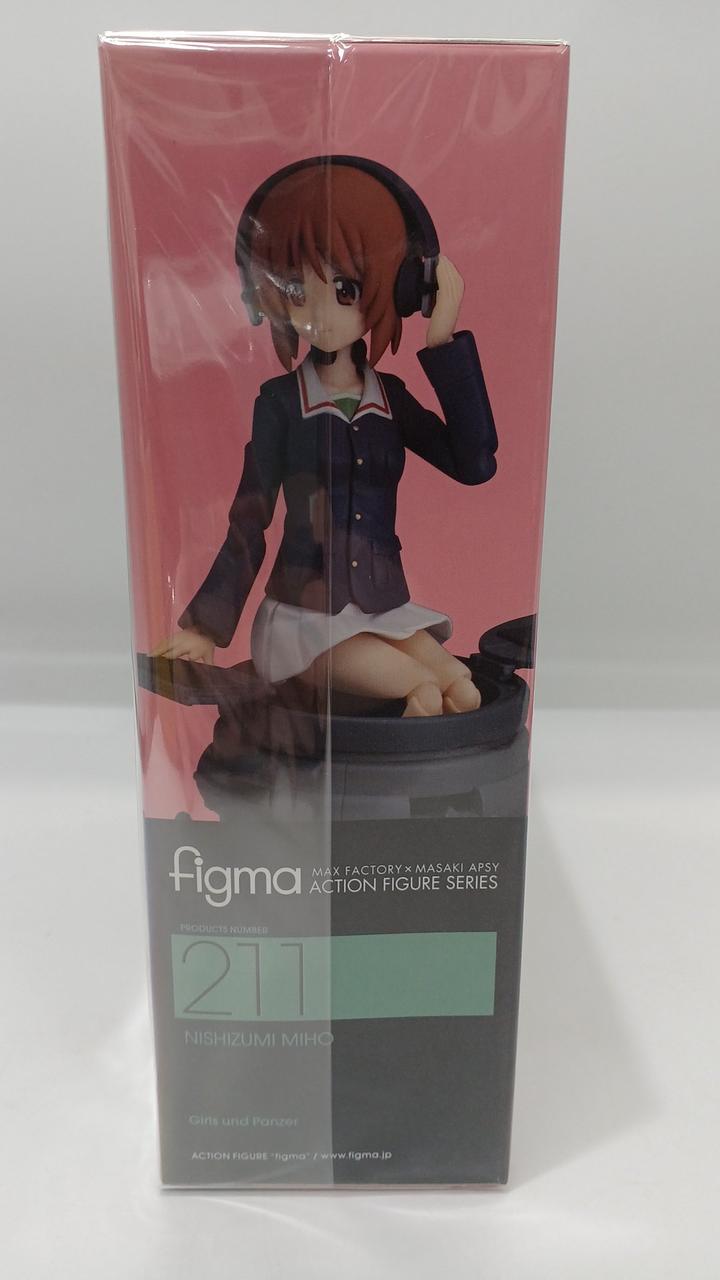 figma
MAX FACTORY×MASAKI APSY
ACTION FIGURE SERIES
PRODUCTS NUMBER
211
NISHIZUMI MIHO
Girls und Panzer
ACTION FIGURE "figma" / www.figma.jp